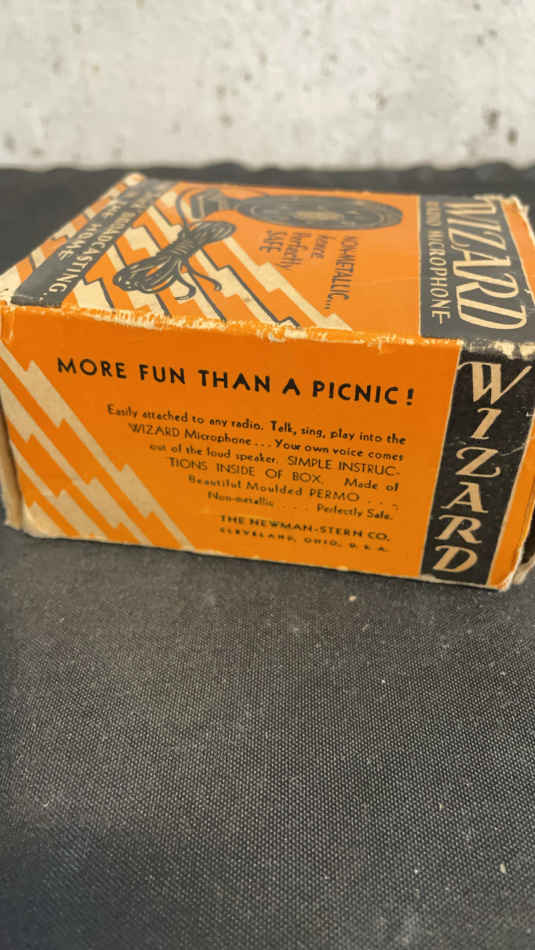 BROADCASTING
HOME
NON-METALLIC...
hence
Perfectly
SAFE
WIZARD
RADIO MICROPHONE
MORE FUN THAN A PICNIC!
Easily attached to any radio. Talk, sing, play into the
WIZARD Microphone... Your own voice comes
out of the loud speaker. SIMPLE INSTRUC-
TIONS INSIDE OF BOX. Made of
Beautiful Moulded PERMO . . .
Non-metallic . . . . Perfectly Safe.
THE NEWMAN-STERN CO.
CLEVELAND, OHIO, U. S. A.
WIZARD